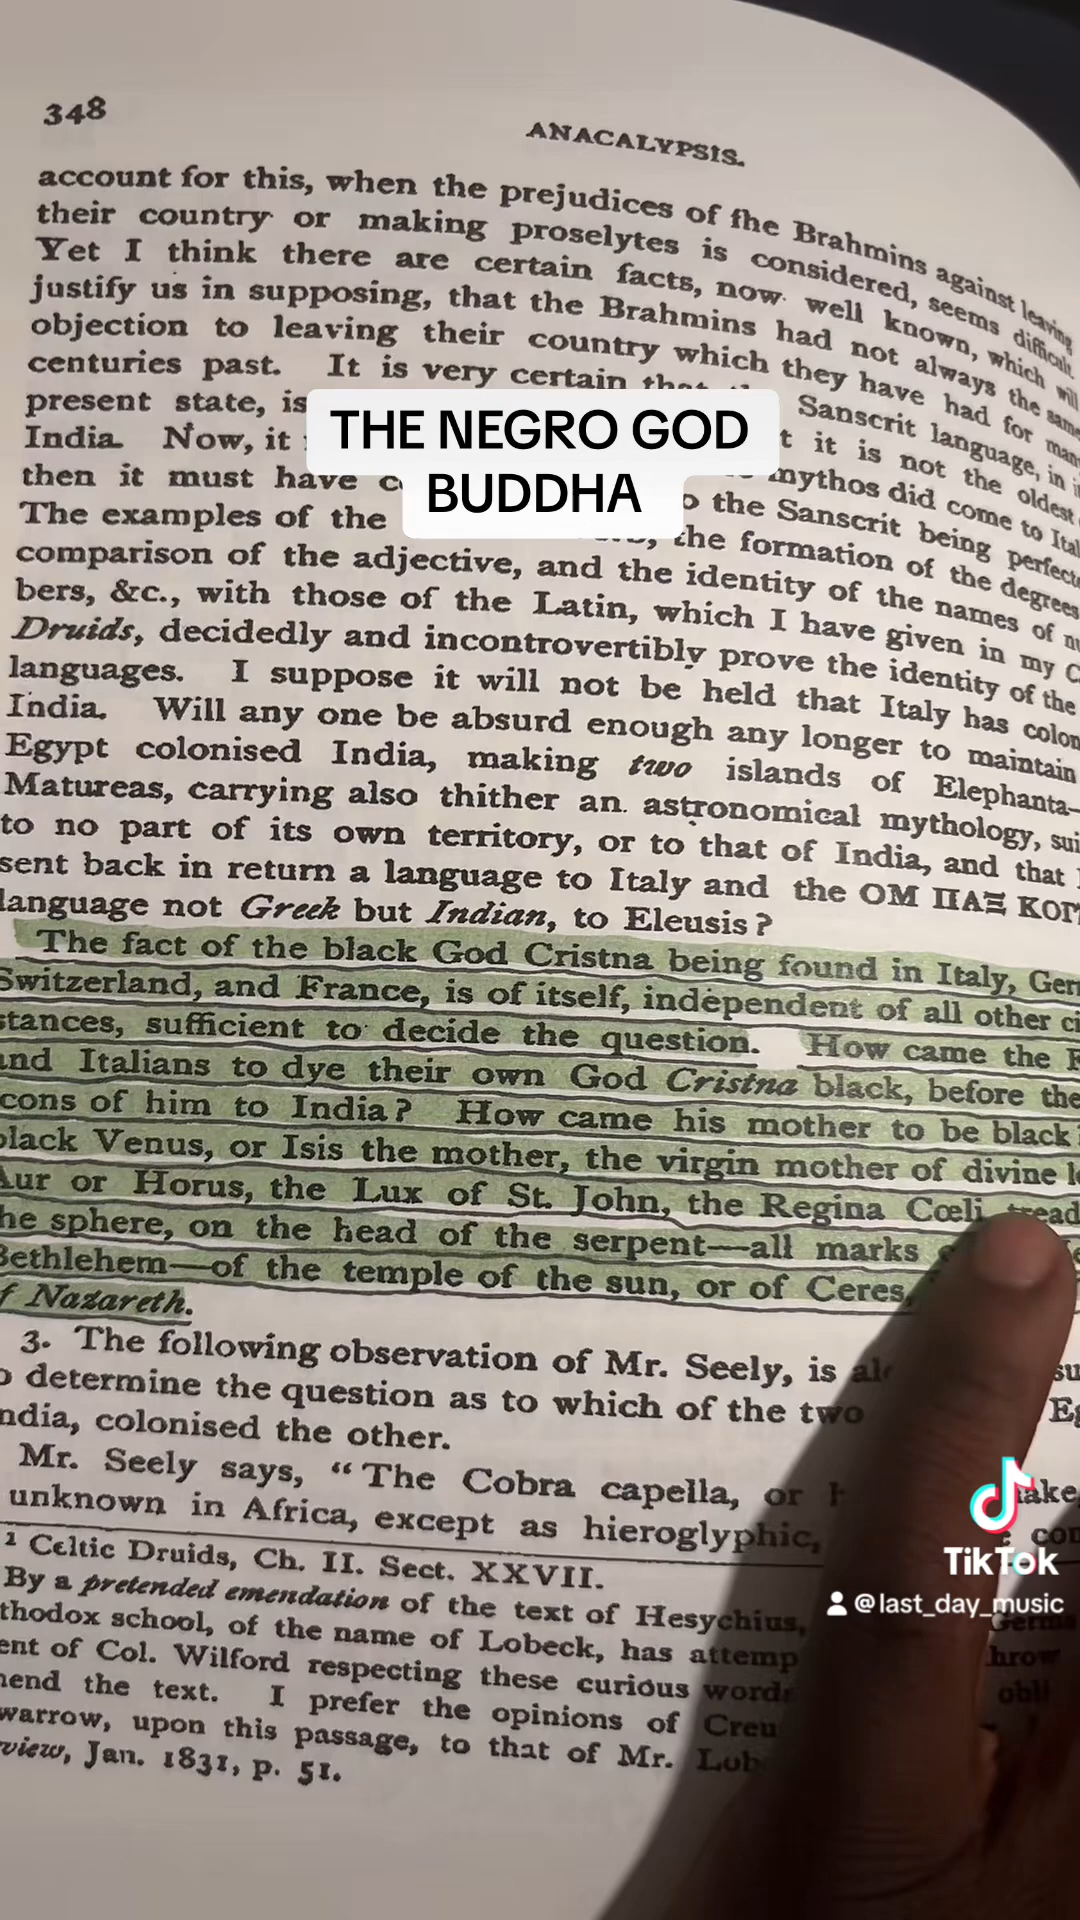 348
ANACALYPSIS.
account for this, when the prejudices of fhe Brahmins against leaving
their country or making proselytes is considered, seems difficult.
Yet I think there are certain facts, now well known, which will
justify us in supposing, that the Brahmins had not always the same
objection to leaving their country which they have had for many
centuries past. It is very certain that Sanscrit language, in
present state, is it is not the oldest
India. Now, it mythos did come to
then it must have the Sanscrit being
The examples of the the formation of the degrees
comparison of the adjective, and the identity of the names of
bers, &c., with those of the Latin, which I have given in my
Druids, decidedly and incontrovertibly prove the identity of the
languages. I suppose it will not be held that Italy has
India. Will any one be absurd enough any longer to maintain
Egypt colonised India, making two islands of Elephanta-
Matureas, carrying also thither an astronomical mythology,
to no part of its own territory, or to that of India, and that
sent back in return a language to Italy and the OM ΠΑΞ
language not Greek but Indian, to Eleusis?
The fact of the black God Cristna being found in Italy,
Switzerland, and France, is of itself, independent of all other
stances, sufficient to decide the question. How came the
and Italians to dye their own God Cristna black, before
cons of him to India? How came his mother to be black?
black Venus, or Isis the mother, the virgin mother of divine
Aur or Horus, the Lux of St. John, the Regina Cœli
he sphere, on the head of the serpent—all marks
Bethlehem—of the temple of the sun, or of Ceres,
f Nazareth.
3. The following observation of Mr. Seely, is
determine the question as to which of the two
ndia, colonised the other.
Mr. Seely says, "The Cobra capella, or
unknown in Africa, except as hieroglyphic,
1 Celtic Druids, Ch. II. Sect. XXVII.
By a pretended emendation of the text of Hesychius,
thodox school, of the name of Lobeck, has
ent of Col. Wilford respecting these curious
mend the text. I prefer the opinions of
warrow, upon this passage, to that of Mr.
view, Jan. 1831, p. 51.
THE NEGRO GOD
BUDDHA
TikTok
@last_day_music